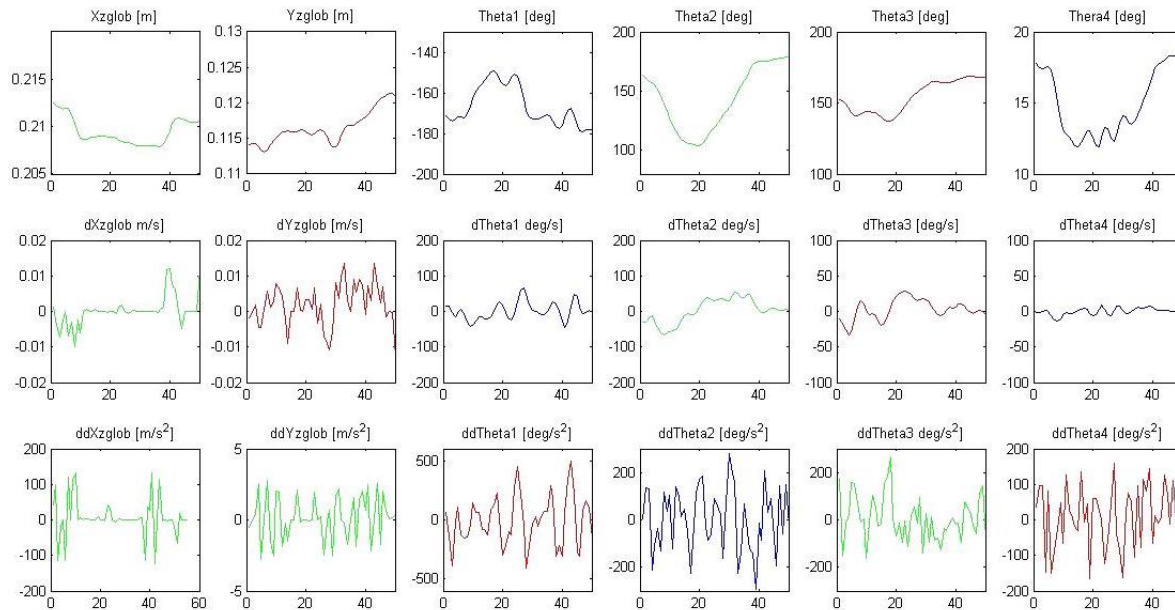 Xzglob [m] Yzglob [m] Theta1 [deg] Theta2 [deg] Theta3 [deg] Thera4 [deg]
0.13 200 200 20
0.215 0.125 -140 150 150 15
0.21 0.12 -160
0.115 -180 100
0.205 0.11 -200 100 10
0 20 40 0 20 40 0 20 40 0 20 40 0 20 40 0 20 40
dXzglob m/s] dYzglob [m/s] dTheta1 deg/s] dTheta2 deg/s] dTheta3 [deg/s] dTheta4 [deg/s]
0.02 0.02 200 200 100 100
0.01 0.01 100 100 50 50
0 0 0 0 0 0
-0.01 -0.01 -100 -100 -50 -50
-0.02 -0.02 -200 -200 -100 -100
0 20 40 0 20 40 0 20 40 0 20 40 0 20 40 0 20 40
ddXzglob [m/s²] ddYzglob [m/s²] ddTheta1 [deg/s²] ddTheta2 [deg/s²] ddTheta3 deg/s²] ddTheta4 [deg/s²]
200 5 500 200 200 200
100 100
0 0 0 0 0 0
-100 -200 -200 -100
-200 -5 -500 -200
0 20 40 60 0 20 40 0 20 40 0 20 40 0 20 40 0 20 40